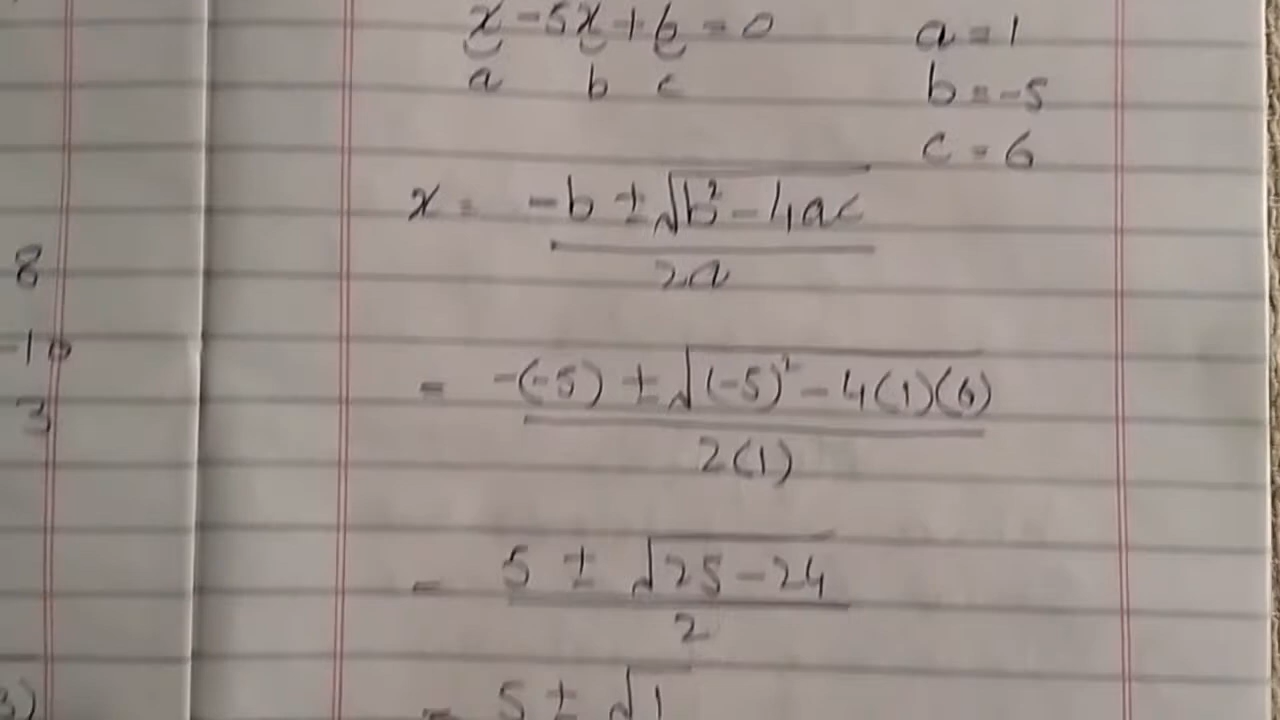 x - 5x + 6 = 0
a b c
a = 1
b = -5
c = 6
x = -b ± √b² - 4ac
2a
= -(-5) ± √(-5)² - 4(1)(6)
2(1)
= 5 ± √25 - 24
2
= 5 ± √1
8
-10
3
3)